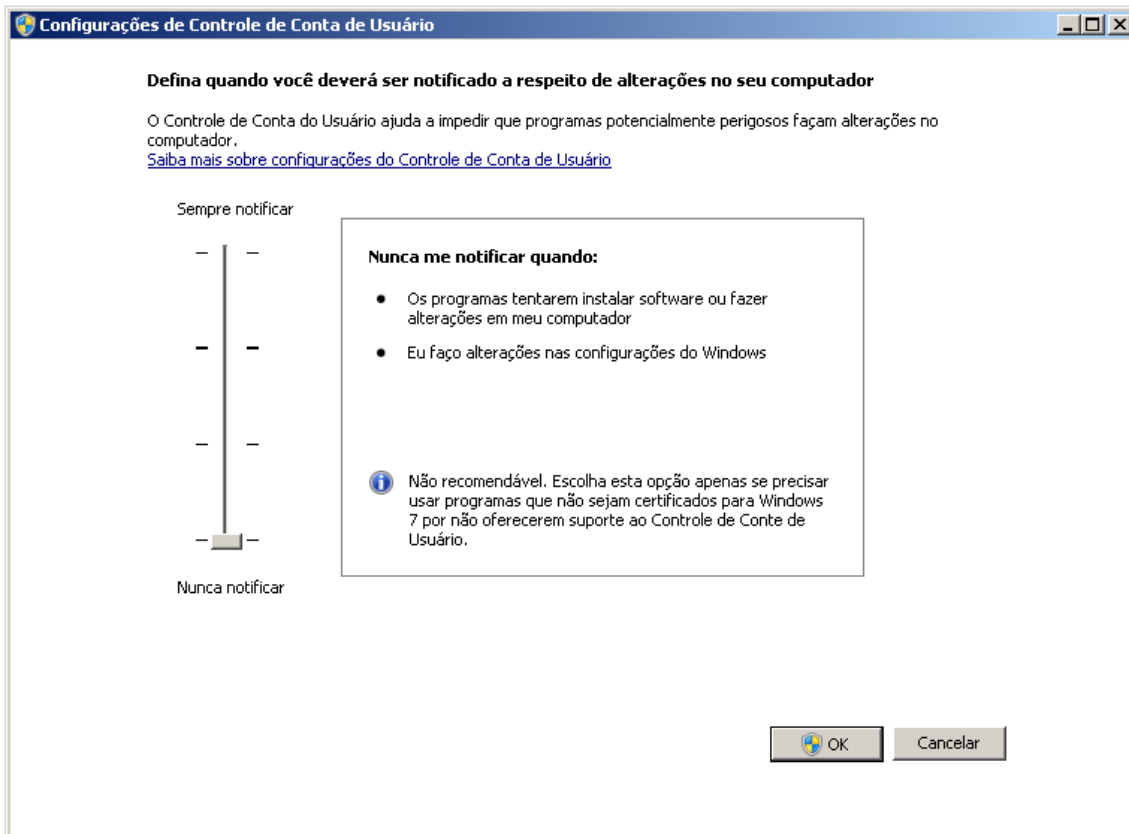 Configurações de Controle de Conta de Usuário
Defina quando você deverá ser notificado a respeito de alterações no seu computador
O Controle de Conta do Usuário ajuda a impedir que programas potencialmente perigosos façam alterações no
computador.
Saiba mais sobre configurações do Controle de Conta de Usuário
Sempre notificar
Nunca me notificar quando:
Os programas tentarem instalar software ou fazer
alterações em meu computador
Eu faço alterações nas configurações do Windows
Não recomendável. Escolha esta opção apenas se precisar
usar programas que não sejam certificados para Windows
7 por não oferecerem suporte ao Controle de Conte de
Usuário.
Nunca notificar
OK
Cancelar